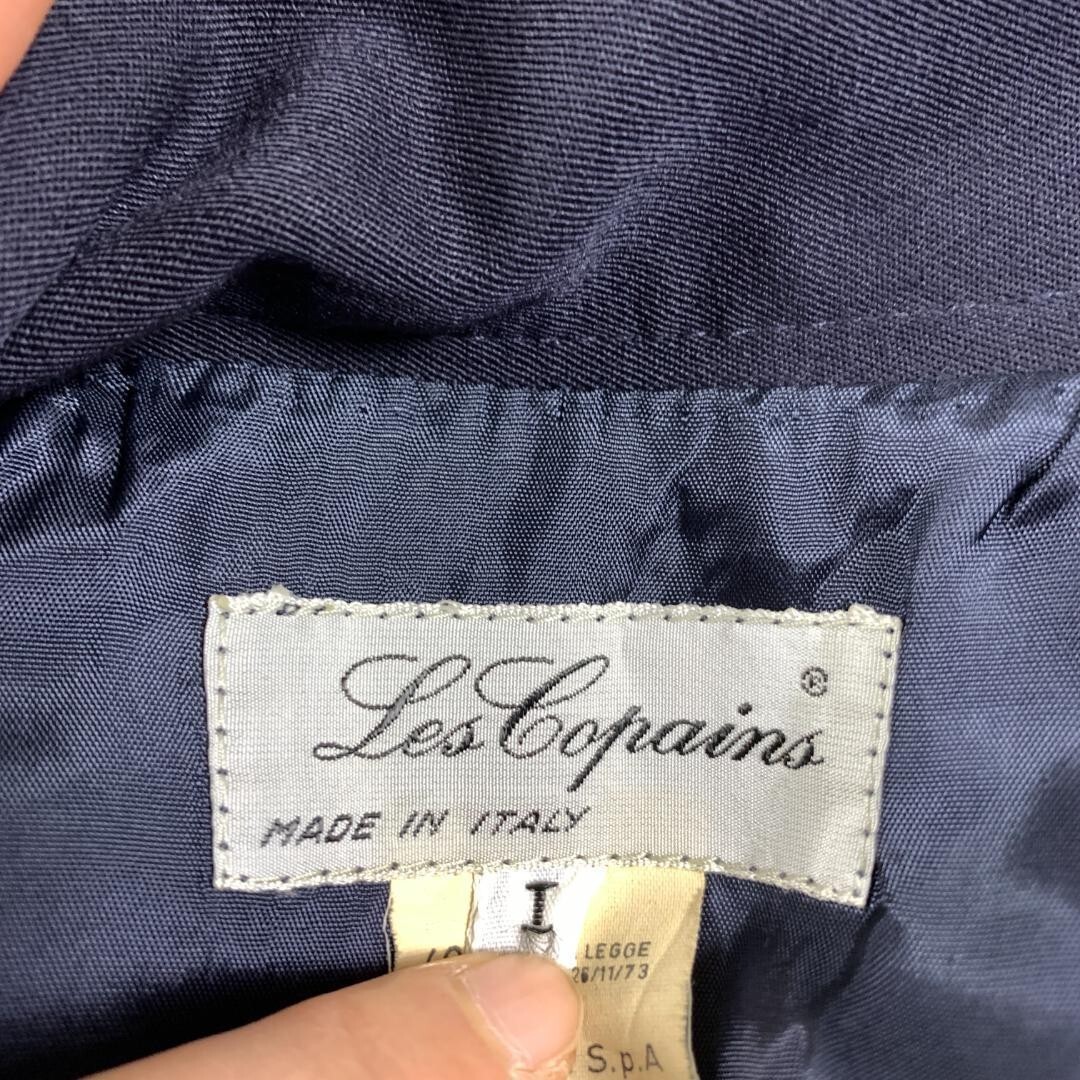 Les Copains ®
MADE IN ITALY
I
LEGGE
26/11/73
S.p.A